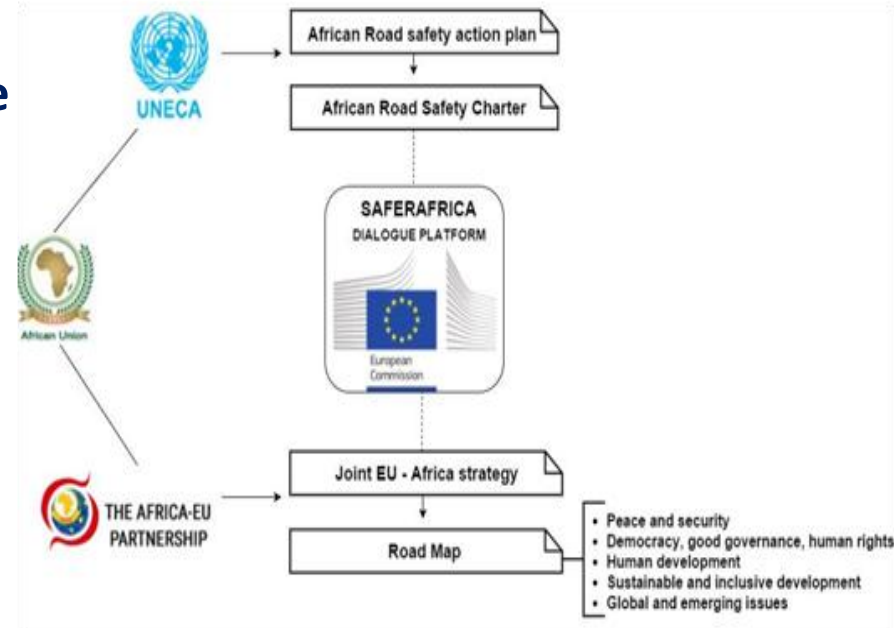 e
African Road safety action plan
UNECA
African Road Safety Charter
SAFERAFRICA
DIALOGUE PLATFORM
African Union
European
Commission
Joint EU - Africa strategy
THE AFRICA-EU
PARTNERSHIP
Road Map
• Peace and security
• Democracy, good governance, human rights
• Human development
• Sustainable and inclusive development
• Global and emerging issues